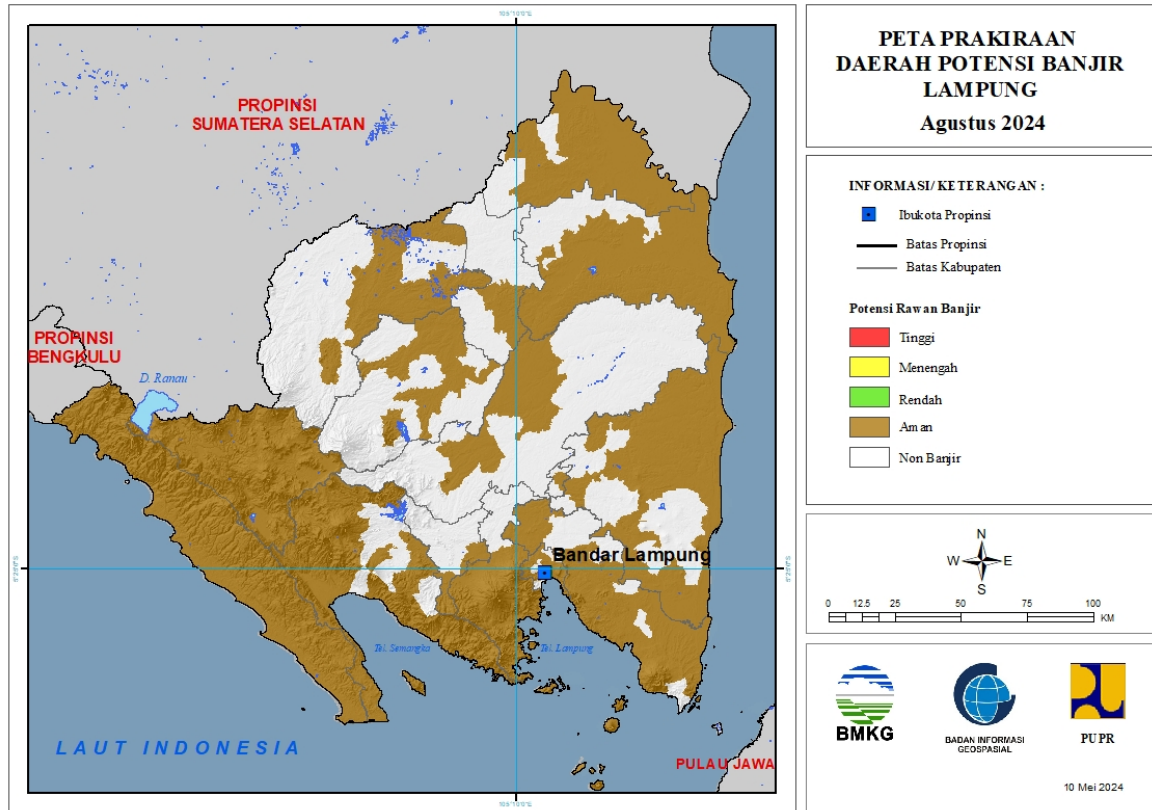 PROPINSI
SUMATERA SELATAN
PROPINSI
BENGKULU
D. Ranau
Bandar Lampung
Tel. Semangka
Tel. Lampung
LAUT INDONESIA
PULAU JAWA
PETA PRAKIRAAN
DAERAH POTENSI BANJIR
LAMPUNG
Agustus 2024
INFORMASI/ KETERANGAN :
Ibukota Propinsi
Batas Propinsi
Batas Kabupaten
Potensi Rawan Banjir
Tinggi
Menengah
Rendah
Aman
Non Banjir
N
W E
S
0 12.5 25 50 75 100
KM
BMKG
BADAN INFORMASI
GEOSPASIAL
PUPR
10 Mei 2024